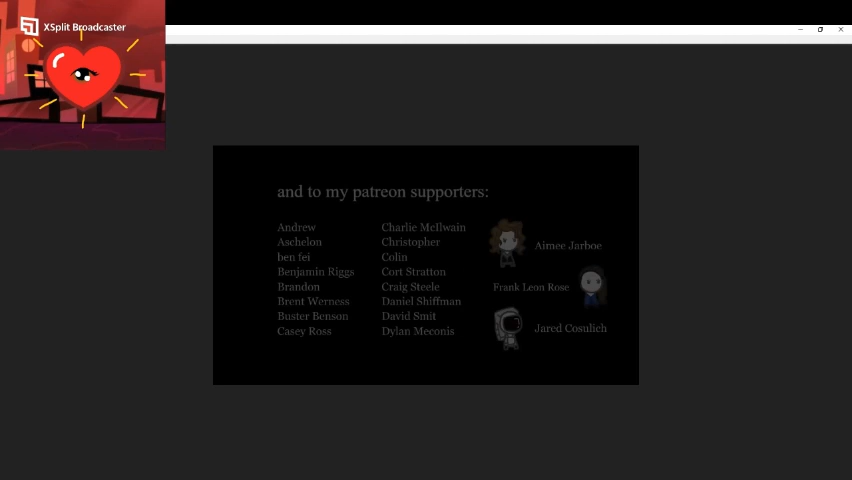 XSplit Broadcaster
and to my patreon supporters:
Andrew
Aschelon
ben fei
Benjamin Riggs
Brandon
Brent Werness
Buster Benson
Casey Ross
Charlie McIlwain
Christopher
Colin
Cort Stratton
Craig Steele
Daniel Shiffman
David Smit
Dylan Meconis
Aimee Jarboe
Frank Leon Rose
Jared Cosulich